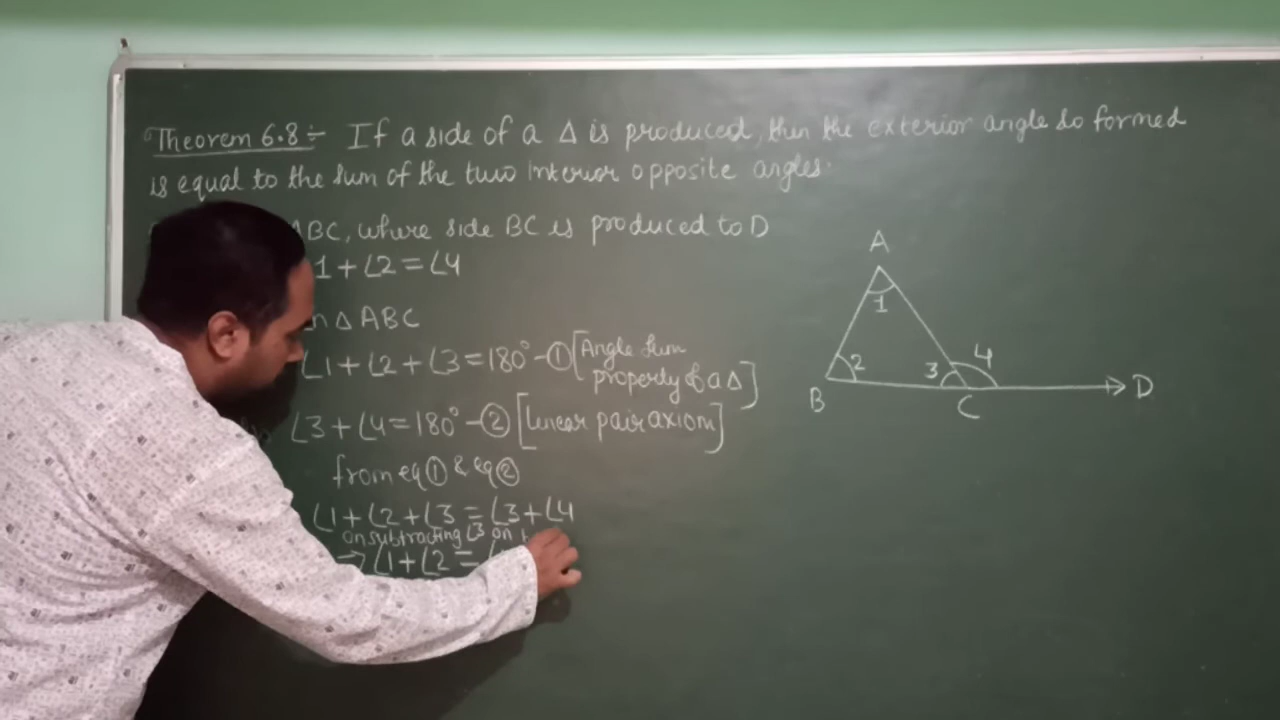 Theorem 6.8 ÷ If a side of a Δ is produced, then the exterior angle so formed
is equal to the sum of the two interior opposite angles.
ABC, where side BC is produced to D
1 + ∠2 = ∠4
In Δ ABC
∠1 + ∠2 + ∠3 = 180° - ① [Angle sum
property of a Δ]
∠3 + ∠4 = 180° - ② [Linear pair axiom]
from eq ① & eq ②
∠1 + ∠2 + ∠3 = ∠3 + ∠4
on subtracting ∠3 on
→ ∠1 + ∠2 =
A
1
B
2
3
4
C
D